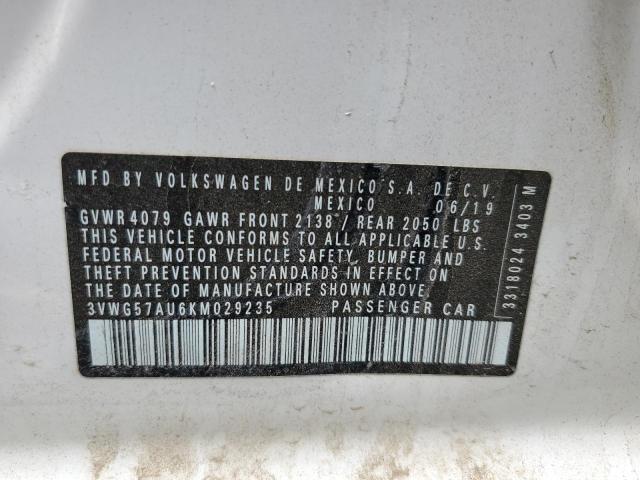 MFD BY VOLKSWAGEN DE MEXICO S.A. DE C.V.
MEXICO 06/19
GVWR 4079 GAWR FRONT 2138 / REAR 2050 LBS
THIS VEHICLE CONFORMS TO ALL APPLICABLE U.S.
FEDERAL MOTOR VEHICLE SAFETY, BUMPER AND
THEFT PREVENTION STANDARDS IN EFFECT ON
THE DATE OF MANUFACTURE SHOWN ABOVE.
3VWG57AU6KM029235 PASSENGER CAR
33180243403 M